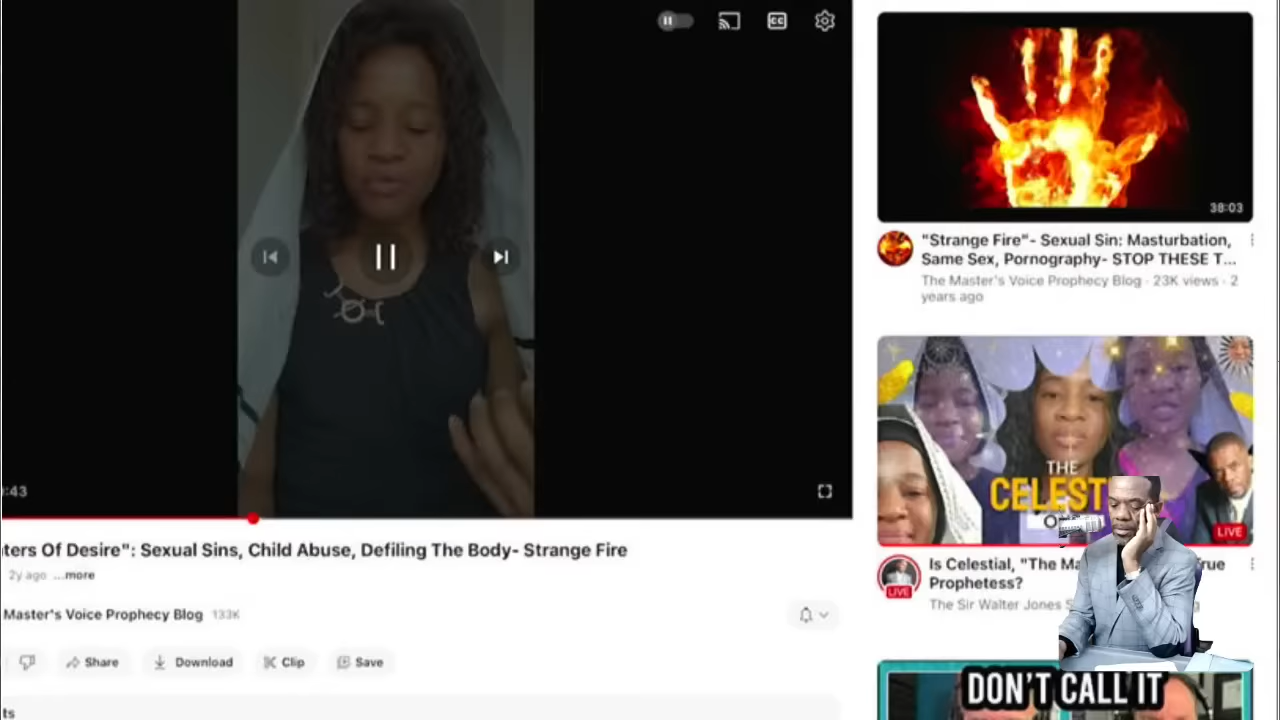 CC
:43
ters Of Desire": Sexual Sins, Child Abuse, Defiling The Body- Strange Fire
2y ago ...more
Master's Voice Prophecy Blog 133K
Share
Download
Clip
Save
ts
38:03
"Strange Fire"- Sexual Sin: Masturbation,
Same Sex, Pornography- STOP THESE T...
The Master's Voice Prophecy Blog · 23K views · 2
years ago
THE
CELEST
LIVE
Is Celestial, "The Ma rue
Prophetess?
LIVE
The Sir Walter Jones S g
DON'T CALL IT